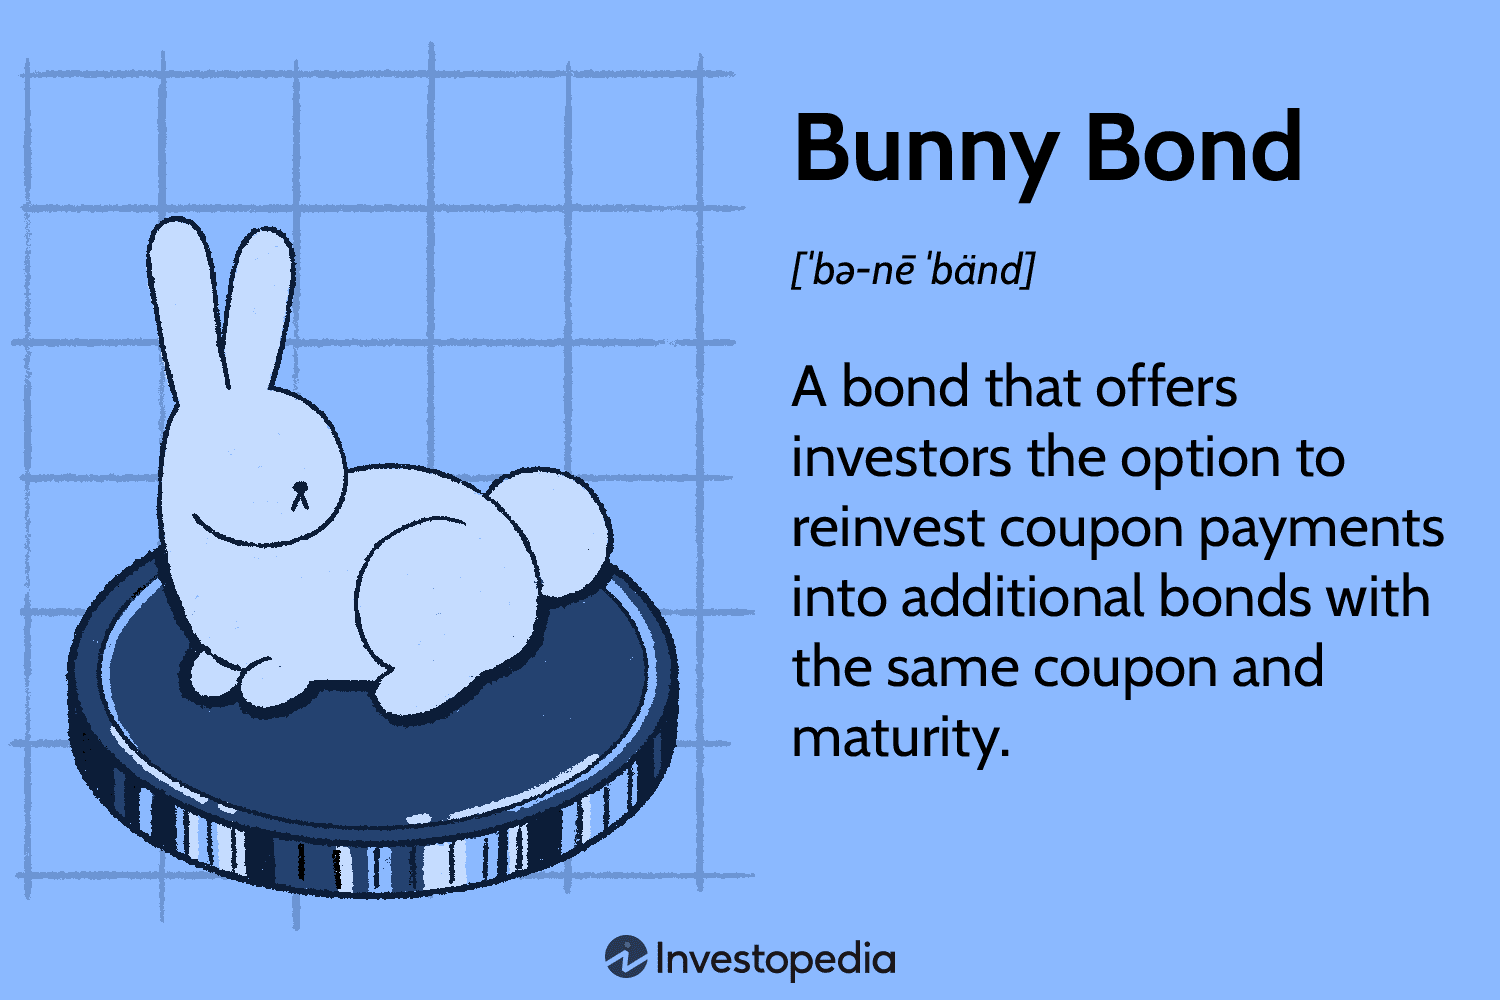 Bunny Bond
[ˈbə-nē ˈbänd]
A bond that offers
investors the option to
reinvest coupon payments
into additional bonds with
the same coupon and
maturity.
Investopedia